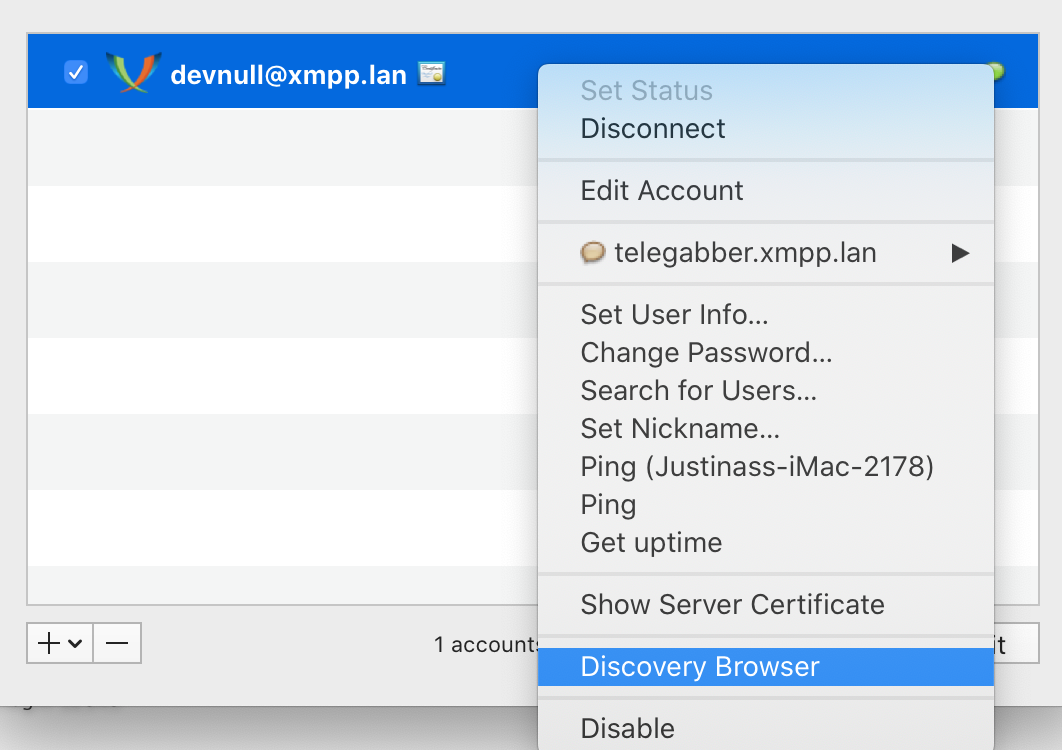 devnull@xmpp.lan
Set Status
Disconnect
Edit Account
telegabber.xmpp.lan
Set User Info...
Change Password...
Search for Users...
Set Nickname...
Ping (Justinass-iMac-2178)
Ping
Get uptime
Show Server Certificate
1 accounts
it
Discovery Browser
Disable